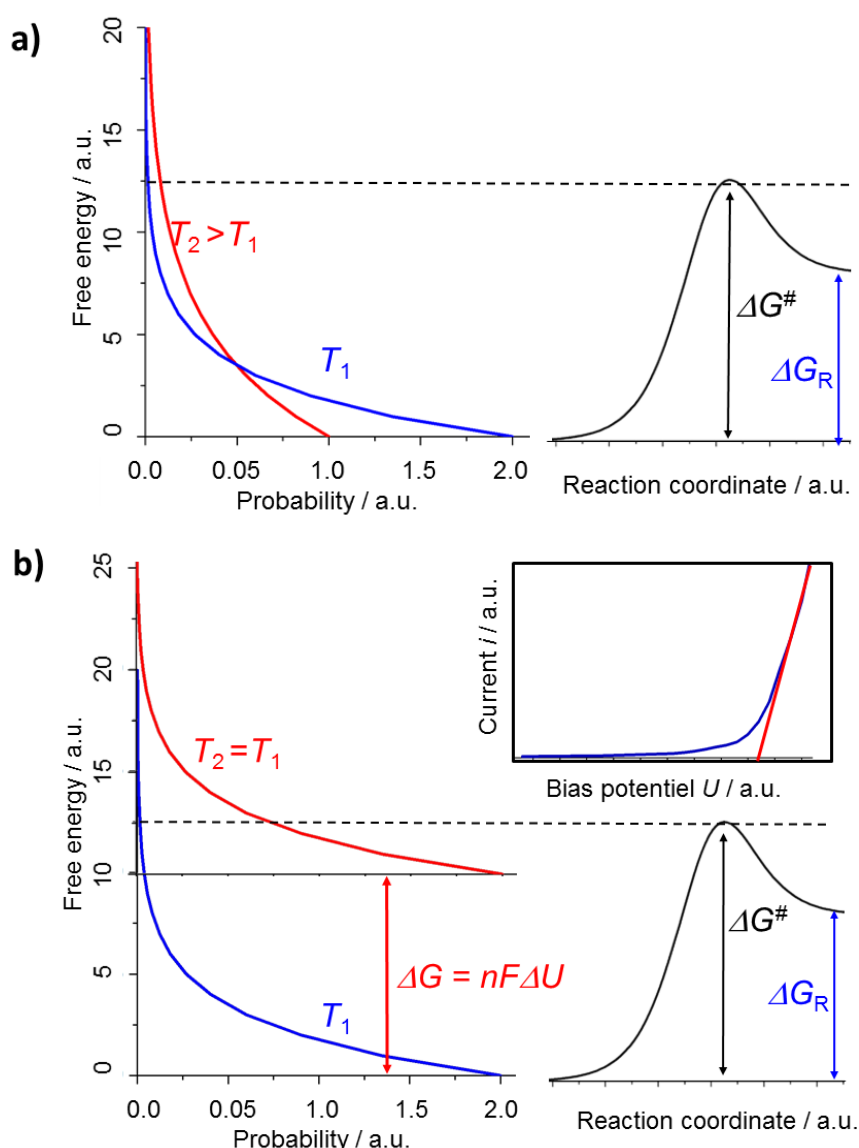 a)
20
15
10
5
0
Free energy / a.u.
T2 > T1
T1
0.0 0.05 1.0 1.5 2.0
Probability / a.u.
ΔG#
ΔGR
Reaction coordinate / a.u.
b)
25
20
15
10
5
0
Free energy / a.u.
T2 = T1
T1
ΔG = nFΔU
0.0 0.05 1.0 1.5 2.0
Probability / a.u.
Current i / a.u.
Bias potentiel U / a.u.
ΔG#
ΔGR
Reaction coordinate / a.u.